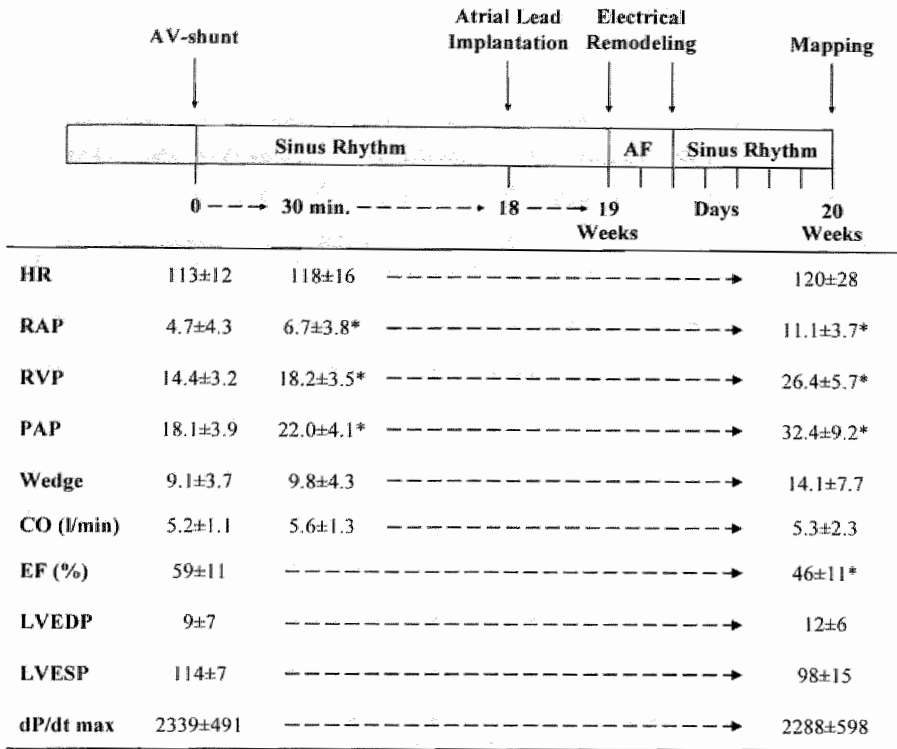 Atrial Lead Electrical
AV-shunt Implantation Remodeling Mapping
Sinus Rhythm AF Sinus Rhythm
0 30 min. 18 19 Days 20
Weeks Weeks
HR 113±12 118±16 120±28
RAP 4.7±4.3 6.7±3.8* 11.1±3.7*
RVP 14.4±3.2 18.2±3.5* 26.4±5.7*
PAP 18.1±3.9 22.0±4.1* 32.4±9.2*
Wedge 9.1±3.7 9.8±4.3 14.1±7.7
CO (l/min) 5.2±1.1 5.6±1.3 5.3±2.3
EF (%) 59±11 46±11*
LVEDP 9±7 12±6
LVESP 114±7 98±15
dP/dt max 2339±491 2288±598